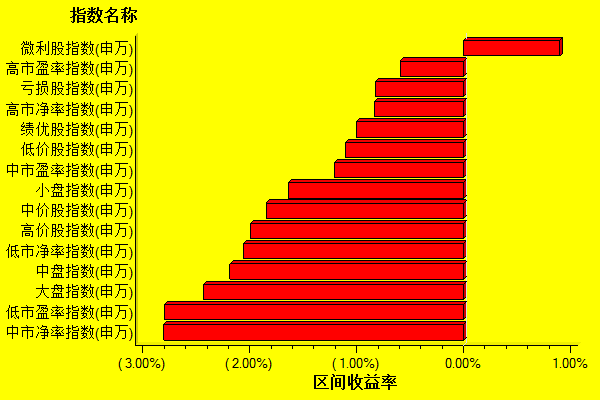 指数名称
微利股指数(申万)
高市盈率指数(申万)
亏损股指数(申万)
高市净率指数(申万)
绩优股指数(申万)
低价股指数(申万)
中市盈率指数(申万)
小盘指数(申万)
中价股指数(申万)
高价股指数(申万)
低市净率指数(申万)
中盘指数(申万)
大盘指数(申万)
低市盈率指数(申万)
中市净率指数(申万)
(3.00%) (2.00%) (1.00%) 0.00% 1.00%
区间收益率